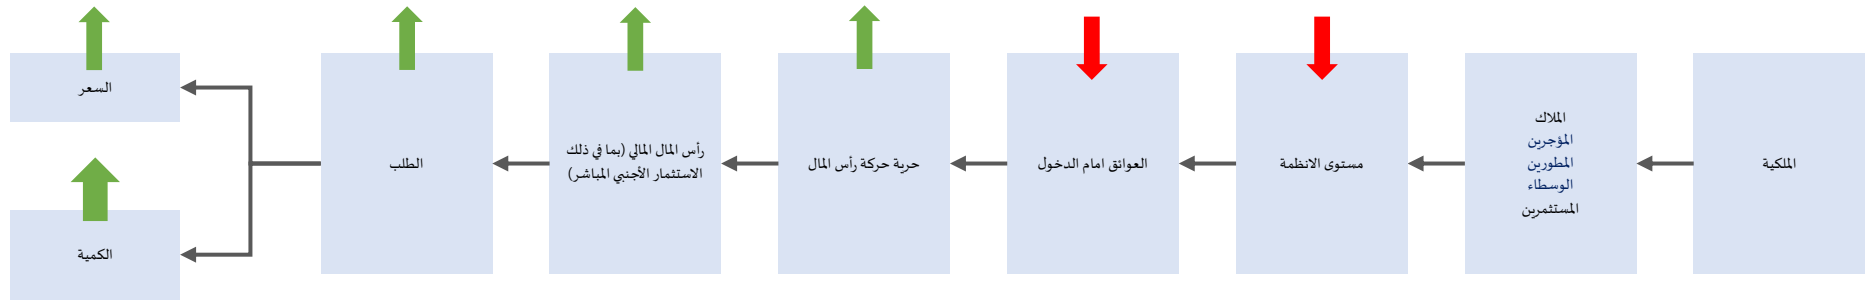 الملكية
الملاك
المؤجرين
المطورين
الوسطاء
المستثمرين
مستوى الانظمة
العوائق امام الدخول
حرية حركة رأس المال
رأس المال المالي (بما في ذلك
الاستثمار الأجنبي المباشر)
الطلب
السعر
الكمية